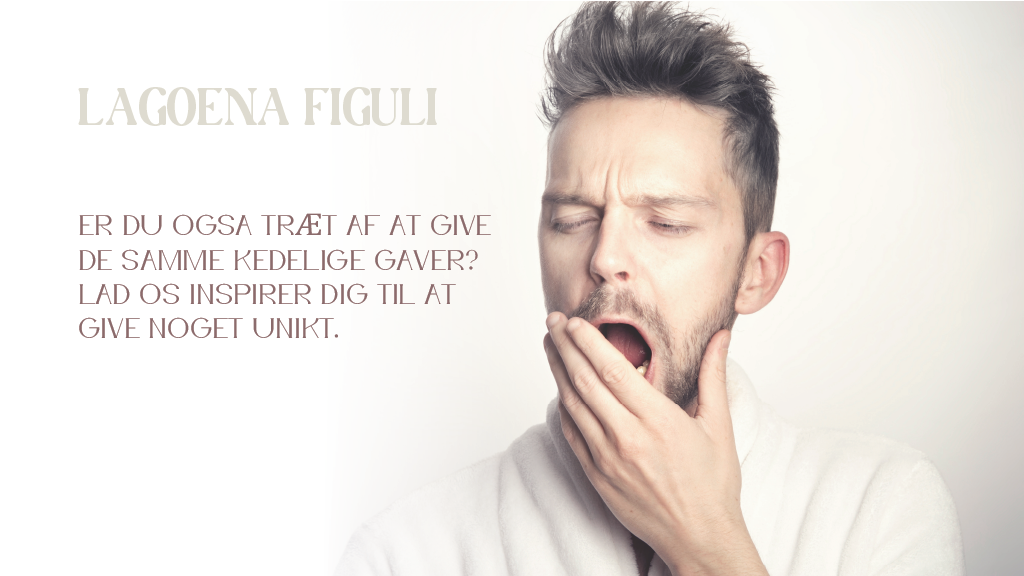 LAGOENA FIGULI
ER DU OGSA TRÆT AF AT GIVE
DE SAMME KEDELIGE GAVER?
LAD OS INSPIRER DIG TIL AT
GIVE NOGET UNIKT.